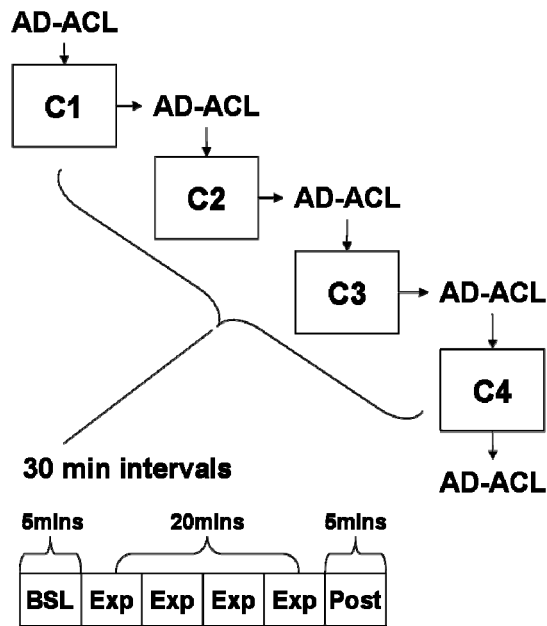 AD-ACL
C1
AD-ACL
C2
AD-ACL
C3
AD-ACL
C4
AD-ACL
30 min intervals
5mins 20mins 5mins
BSL Exp Exp Exp Exp Post